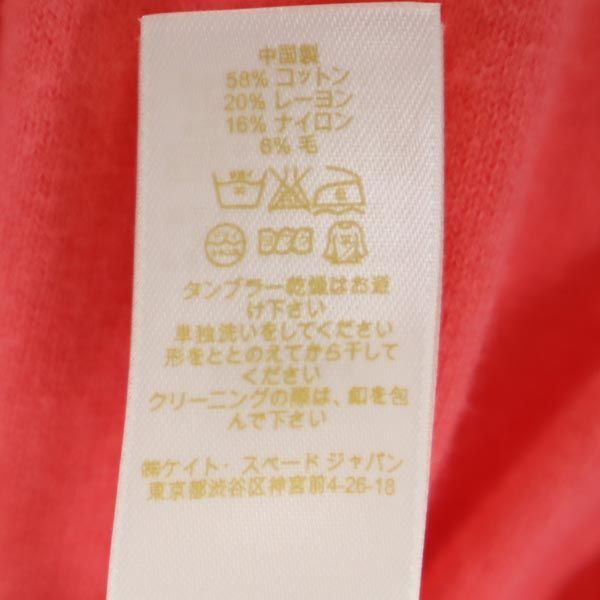 中国製
58% コットン
20% レーヨン
16% ナイロン
6% 毛
タンブラー乾燥はお避
け下さい
単独洗いをしてください
形をととのえてから干して
ください
クリーニングの際は、釦を包
んで下さい
㈱ケイト・スペード ジャパン
東京都渋谷区神宮前4-26-18